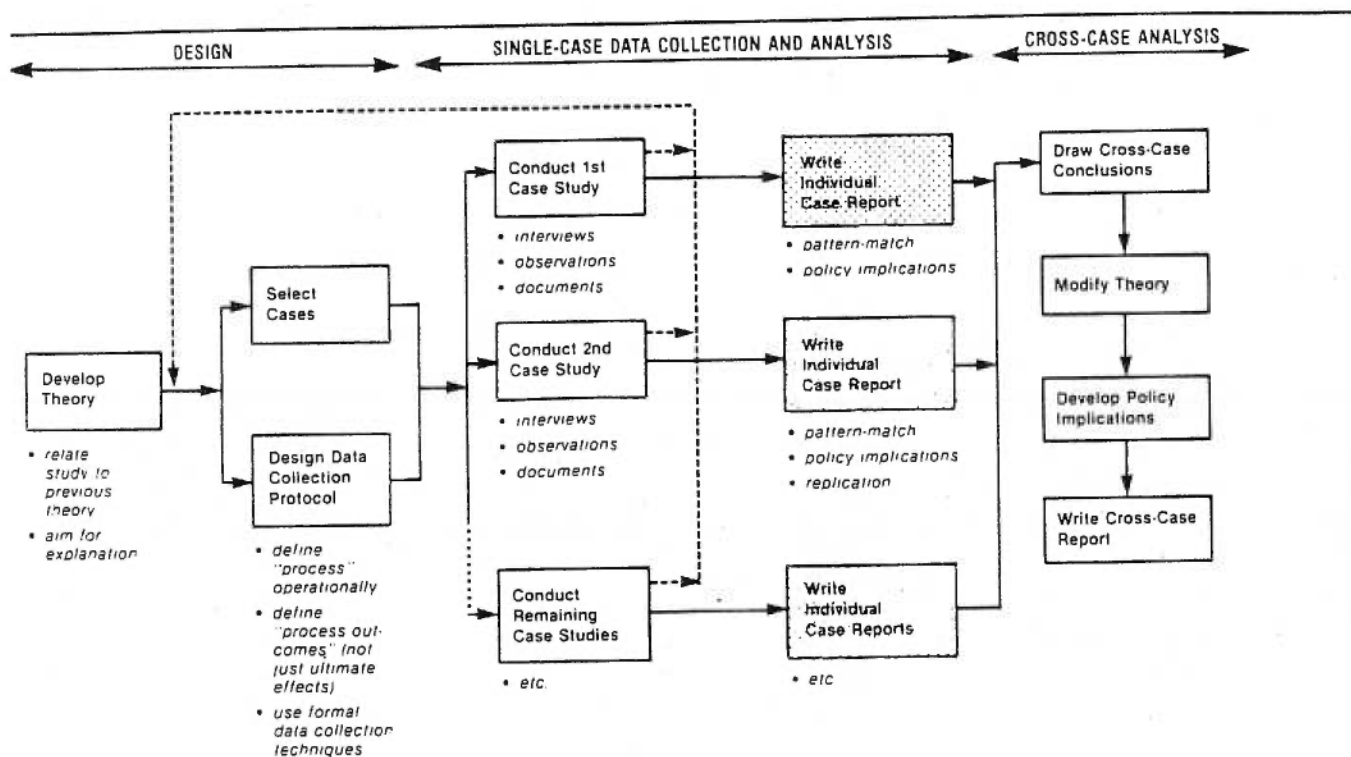 DESIGN
SINGLE-CASE DATA COLLECTION AND ANALYSIS
CROSS-CASE ANALYSIS
Develop
Theory
• relate
study to
previous
theory
• aim for
explanation
Select
Cases
Design Data
Collection
Protocol
• define
"process"
operationally
• define
"process out-
comes" (not
just ultimate
effects)
• use formal
data collection
techniques
Conduct 1st
Case Study
• interviews
• observations
• documents
Conduct 2nd
Case Study
• interviews
• observations
• documents
Conduct
Remaining
Case Studies
• etc.
Write
Individual
Case Report
• pattern-match
• policy implications
Write
Individual
Case Report
• pattern-match
• policy implications
• replication
Write
Individual
Case Reports
• etc
Draw Cross-Case
Conclusions
Modify Theory
Develop Policy
Implications
Write Cross-Case
Report